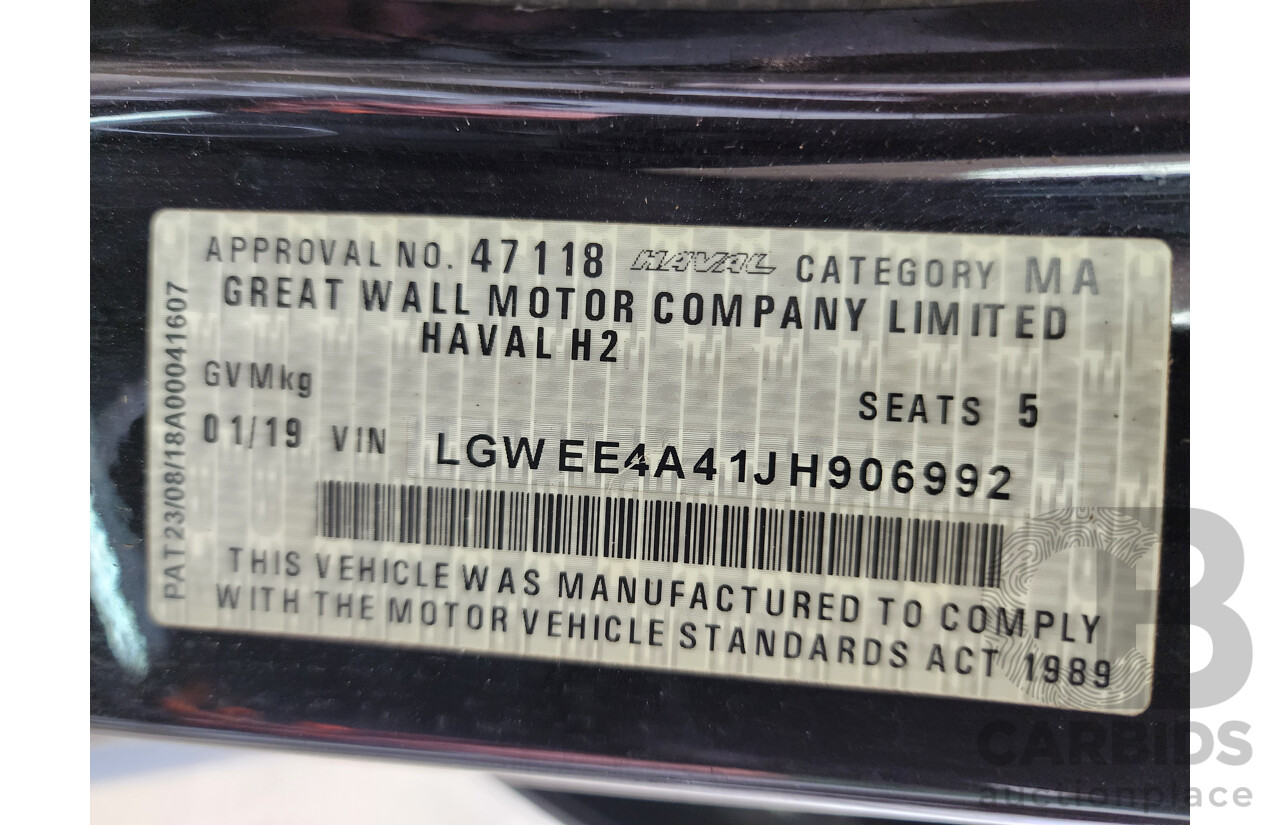 APPROVAL NO. 47118 HAVAL CATEGORY MA
GREAT WALL MOTOR COMPANY LIMITED
HAVAL H2
GVMkg
SEATS 5
01/19 VIN LGWEE4A41JH906992
THIS VEHICLE WAS MANUFACTURED TO COMPLY
WITH THE MOTOR VEHICLE STANDARDS ACT 1989
PAT23/08/18A00041607
CARBIDS
auctionplace